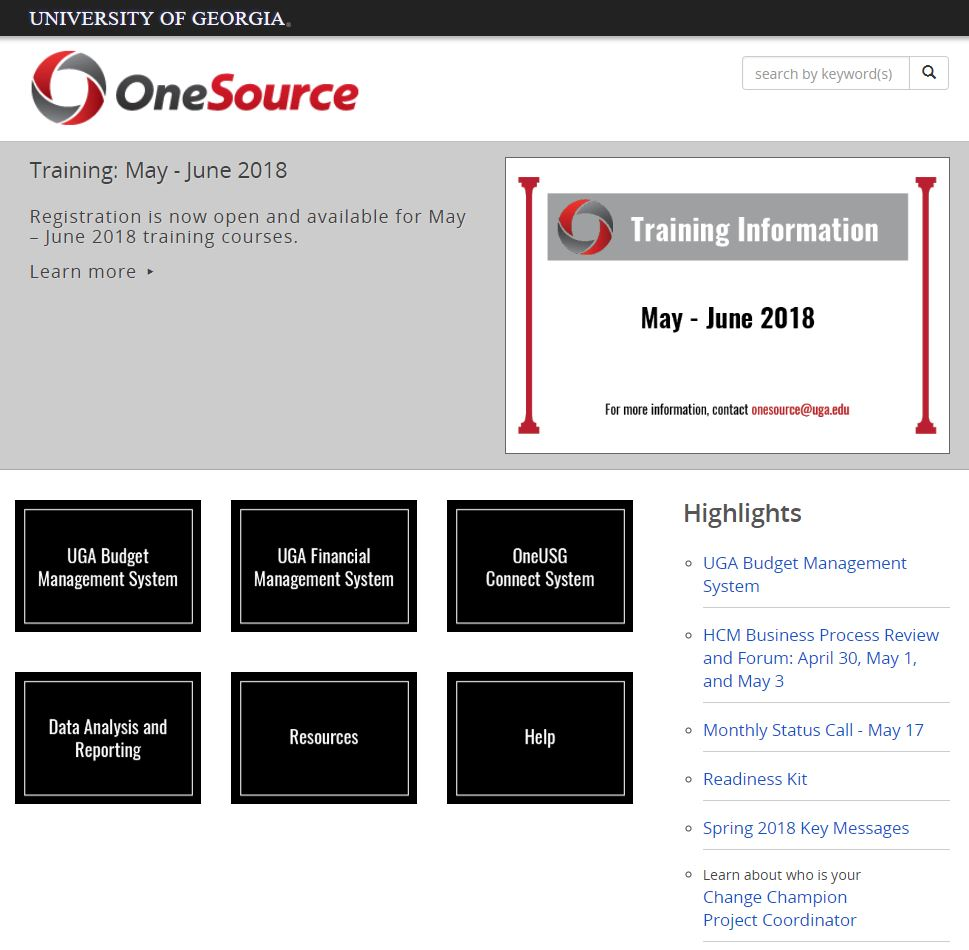 UNIVERSITY OF GEORGIA.
OneSource
search by keyword(s)
Training: May - June 2018
Registration is now open and available for May
– June 2018 training courses.
Learn more
Training Information
May - June 2018
For more information, contact onesource@uga.edu
UGA Budget
Management System
UGA Financial
Management System
OneUSG
Connect System
Data Analysis and
Reporting
Resources
Help
Highlights
UGA Budget Management
System
HCM Business Process Review
and Forum: April 30, May 1,
and May 3
Monthly Status Call - May 17
Readiness Kit
Spring 2018 Key Messages
Learn about who is your
Change Champion
Project Coordinator